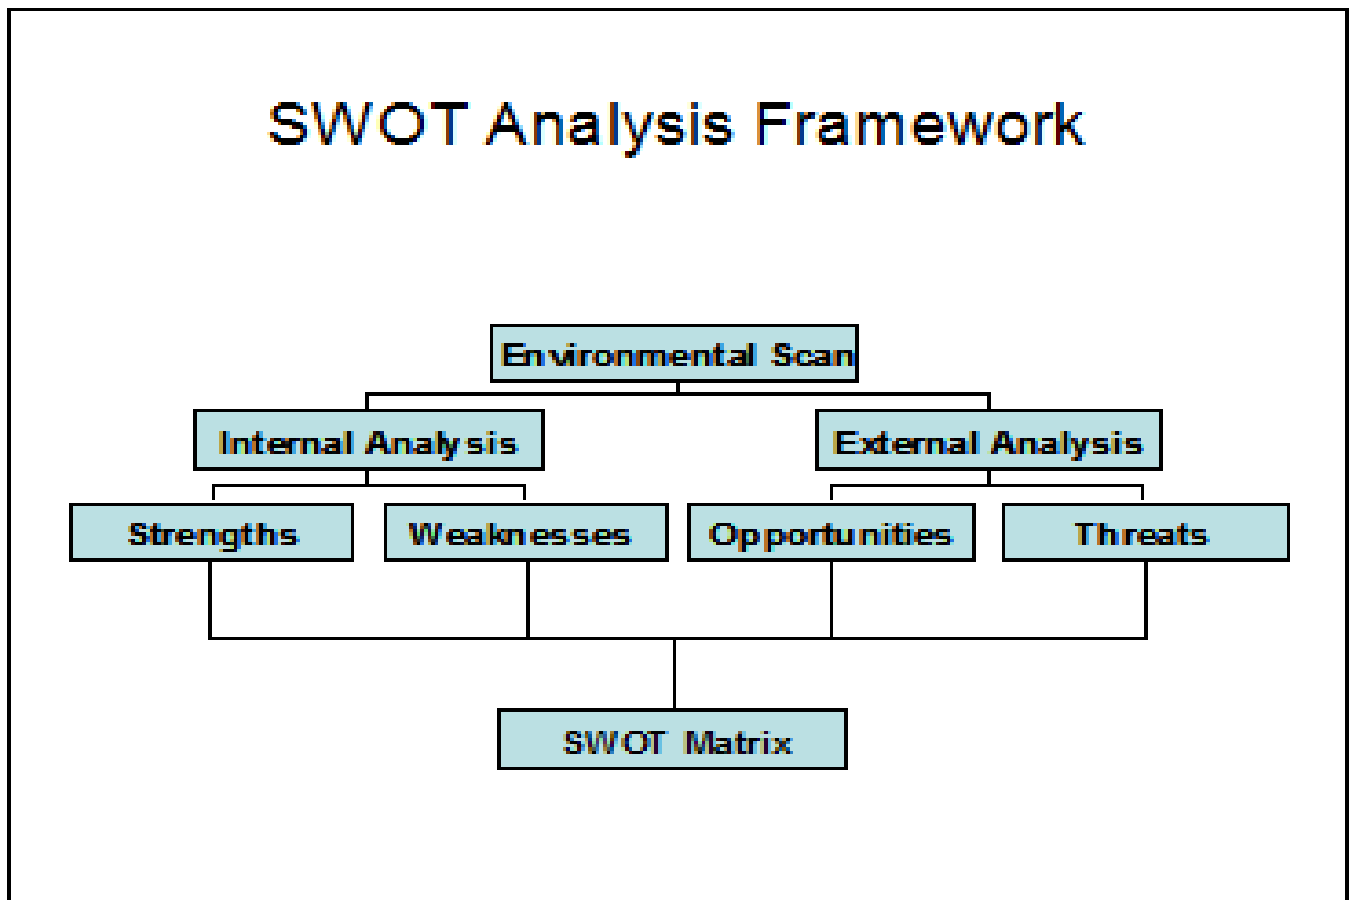 SWOT Analysis Framework
Environmental Scan
Internal Analysis
External Analysis
Strengths
Weaknesses
Opportunities
Threats
SWOT Matrix